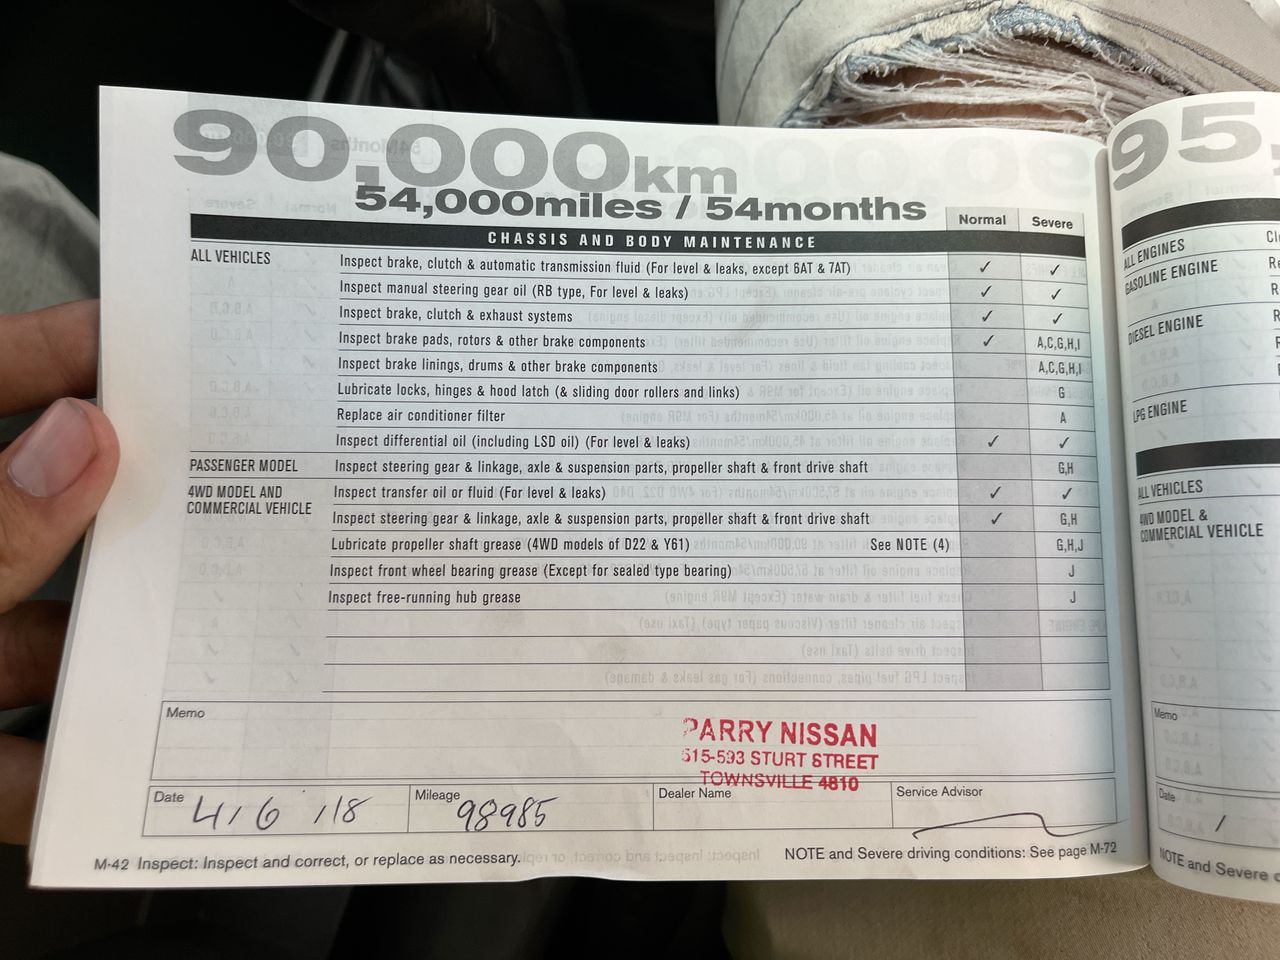 90,000km
54,000miles / 54months
Normal Severe
CHASSIS AND BODY MAINTENANCE
ALL VEHICLES Inspect brake, clutch & automatic transmission fluid (For level & leaks, except 6AT & 7AT) ✓ ✓
Inspect manual steering gear oil (RB type, For level & leaks) ✓ ✓
Inspect brake, clutch & exhaust systems ✓ ✓
Inspect brake pads, rotors & other brake components ✓ A,C,G,H,I
Inspect brake linings, drums & other brake components A,C,G,H,I
Lubricate locks, hinges & hood latch (& sliding door rollers and links) G
Replace air conditioner filter A
Inspect differential oil (including LSD oil) (For level & leaks) ✓ ✓
PASSENGER MODEL Inspect steering gear & linkage, axle & suspension parts, propeller shaft & front drive shaft G,H
4WD MODEL AND Inspect transfer oil or fluid (For level & leaks) ✓ ✓
COMMERCIAL VEHICLE Inspect steering gear & linkage, axle & suspension parts, propeller shaft & front drive shaft ✓ G,H
Lubricate propeller shaft grease (4WD models of D22 & Y61) See NOTE (4) G,H,J
Inspect front wheel bearing grease (Except for sealed type bearing) J
Inspect free-running hub grease J
Memo
PARRY NISSAN
515-593 STURT STREET
TOWNSVILLE 4810
Date 4/6/18 Mileage 98985 Dealer Name Service Advisor
M-42 Inspect: Inspect and correct, or replace as necessary. NOTE and Severe driving conditions: See page M-72
95,
ALL ENGINES
GASOLINE ENGINE
DIESEL ENGINE
LPG ENGINE
ALL VEHICLES
4WD MODEL &
COMMERCIAL VEHICLE
Memo
Date /
NOTE and Severe